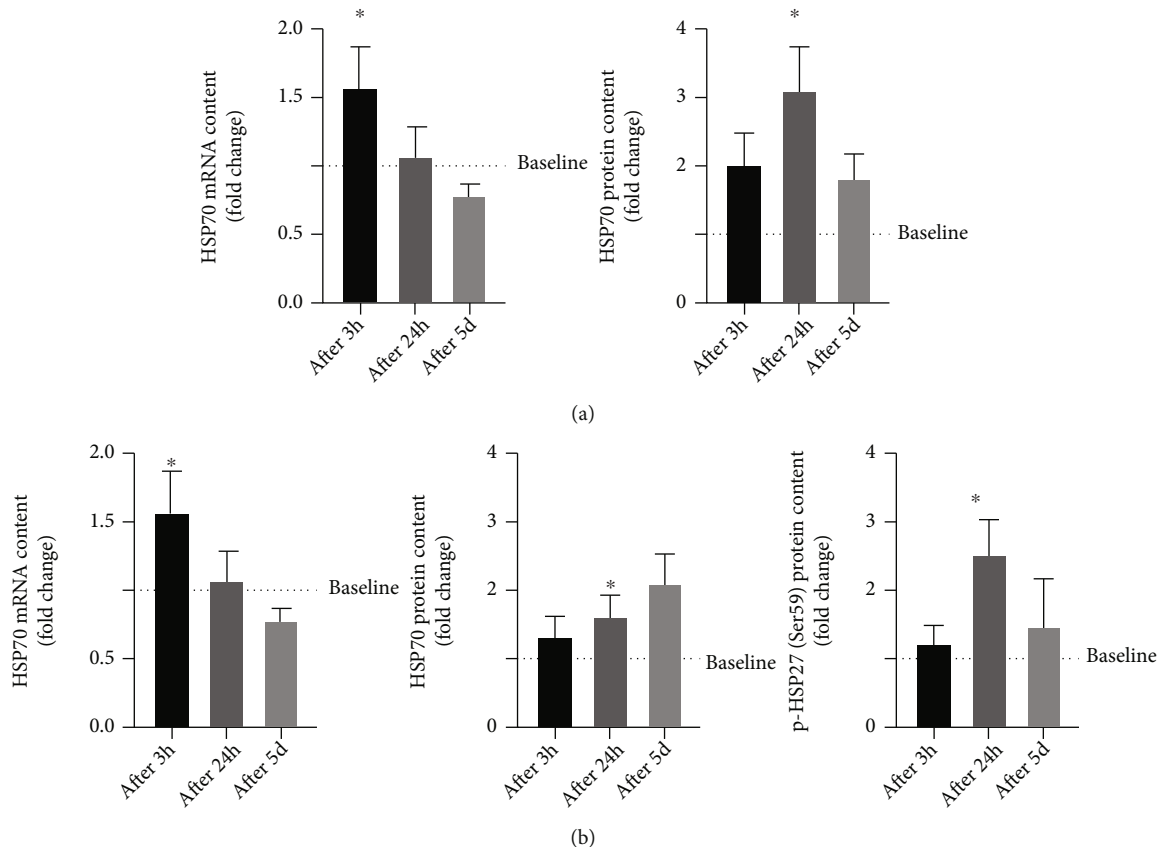 HSP70 mRNA content
(fold change)
2.0
1.5
0.5
0.0
*
Baseline
After 3h
After 24h
After 5d
HSP70 protein content
(fold change)
4
3
2
0
*
Baseline
After 3h
After 24h
After 5d
(a)
HSP70 mRNA content
(fold change)
2.0
1.5
0.5
0.0
*
Baseline
After 3h
After 24h
After 5d
HSP70 protein content
(fold change)
4
3
2
0
*
Baseline
After 3h
After 24h
After 5d
p-HSP27 (Ser59) protein content
(fold change)
4
3
2
0
*
Baseline
After 3h
After 24h
After 5d
(b)